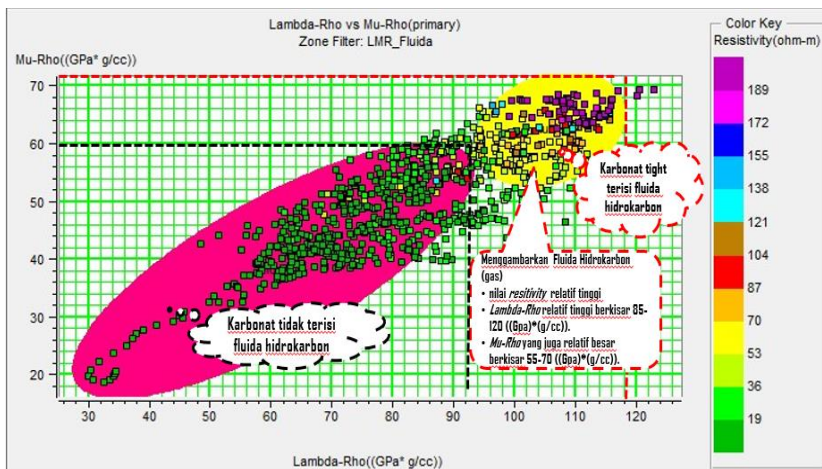 Lambda-Rho vs Mu-Rho(primary)
Zone Filter: LMR_Fluida
Mu-Rho((GPa* g/cc))
70
60
50
40
30
20
30
40
50
60
70
80
90
100
110
120
Lambda-Rho((GPa* g/cc))
Karbonat tidak terisi
fluida hidrokarbon
Karbonat tight
terisi fluida
hidrokarbon
Menggambarkan Fluida Hidrokarbon
(gas)
• nilai resitivity relatif tinggi
• Lambda-Rho relatif tinggi berkisar 85-
120 ((Gpa)*(g/cc)).
• Mu-Rho yang juga relatif besar
berkisar 55-70 ((Gpa)*(g/cc)).
Color Key
Resistivity(ohm-m)
189
172
155
138
121
104
87
70
53
36
19